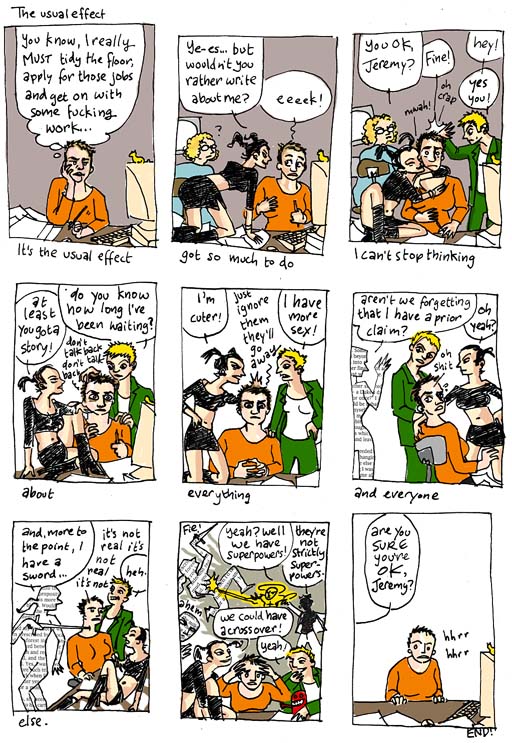 The usual effect
You know, I really
MUST tidy the floor,
apply for those jobs
and get on with
some fucking
work...
It's the usual effect
Ye-es... but
wouldn't you
rather write
about me?
eeeek!
?
got so much to do
You OK,
Jeremy?
Fine!
hey!
yes
you!
mwah!
oh
crap
I can't stop thinking
at
least
you got a
story!
do you know
how long I've
been waiting?
don't
talk back
don't
talk
back
about
I'm
cuter!
just
ignore
them
they'll
go
away
I have
more
sex!
everything
aren't we forgetting
that I have a prior
claim?
oh
yeah?
oh
shit
and everyone
and, more to
the point, I
have a
sword...
it's not
real it's
not
real
it's not
heh.
else.
Fie!
Yeah? well
we have
superpowers!
they're
not
strictly
super-
powers.
ahem!
we could have
a crossover!
Yeah!
are you
SURE
you're
OK,
Jeremy?
hhrr
hhrr
END!